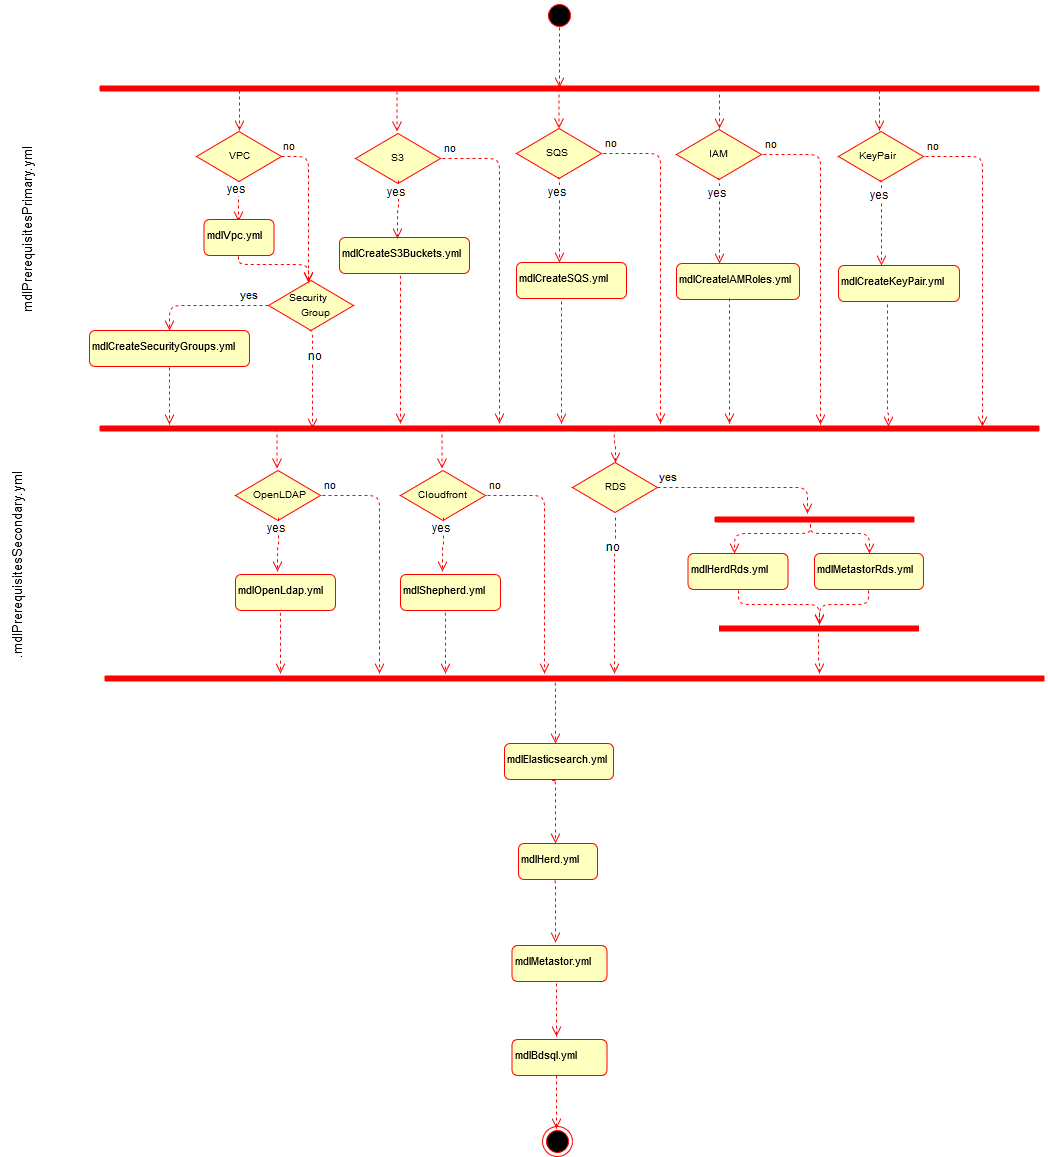 mdlPrerequisitesPrimary.yml
VPC
no
S3
no
SQS
no
IAM
no
KeyPair
no
yes
yes
yes
yes
yes
mdlVpc.yml
mdlCreateS3Buckets.yml
mdlCreateSQS.yml
mdlCreateIAMRoles.yml
mdlCreateKeyPair.yml
yes
Security
Group
mdlCreateSecurityGroups.yml
no
.mdlPrerequisitesSecondary.yml
OpenLDAP
no
Cloudfront
no
RDS
yes
yes
yes
no
mdlHerdRds.yml
mdlMetastorRds.yml
mdlOpenLdap.yml
mdlShepherd.yml
mdlElasticsearch.yml
mdlHerd.yml
mdlMetastor.yml
mdlBdsql.yml